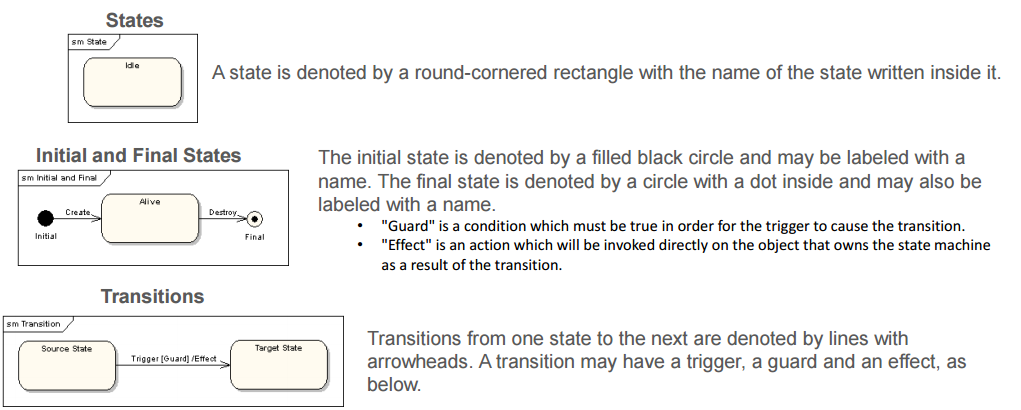 States
sm State
Idle
A state is denoted by a round-cornered rectangle with the name of the state written inside it.
Initial and Final States
sm Initial and Final
Alive
Create
Destroy
Initial
Final
The initial state is denoted by a filled black circle and may be labeled with a
name. The final state is denoted by a circle with a dot inside and may also be
labeled with a name.
• "Guard" is a condition which must be true in order for the trigger to cause the transition.
• "Effect" is an action which will be invoked directly on the object that owns the state machine
as a result of the transition.
Transitions
sm Transition
Source State
Trigger [Guard] /Effect
Target State
Transitions from one state to the next are denoted by lines with
arrowheads. A transition may have a trigger, a guard and an effect, as
below.